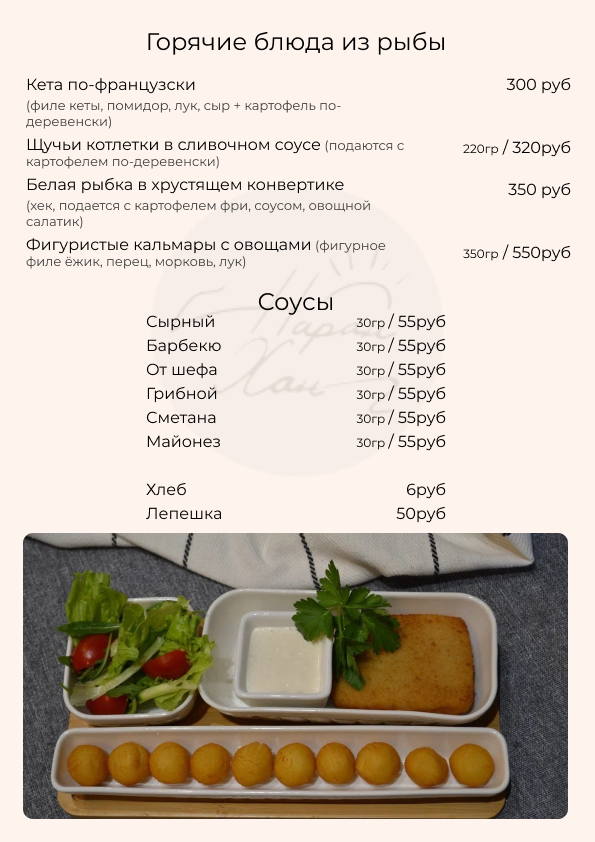 Горячие блюда из рыбы
Кета по-французски 300 руб
(филе кеты, помидор, лук, сыр + картофель по-
деревенски)
Щучьи котлетки в сливочном соусе (подаются с
картофелем по-деревенски) 220гр / 320руб
Белая рыбка в хрустящем конвертике 350 руб
(хек, подается с картофелем фри, соусом, овощной
салатик)
Фигуристые кальмары с овощами (фигурное
филе ёжик, перец, морковь, лук) 350гр / 550руб
Соусы
Сырный 30гр / 55руб
Барбекю 30гр / 55руб
От шефа 30гр / 55руб
Грибной 30гр / 55руб
Сметана 30гр / 55руб
Майонез 30гр / 55руб
Хлеб 6руб
Лепешка 50руб
Наран
Хан